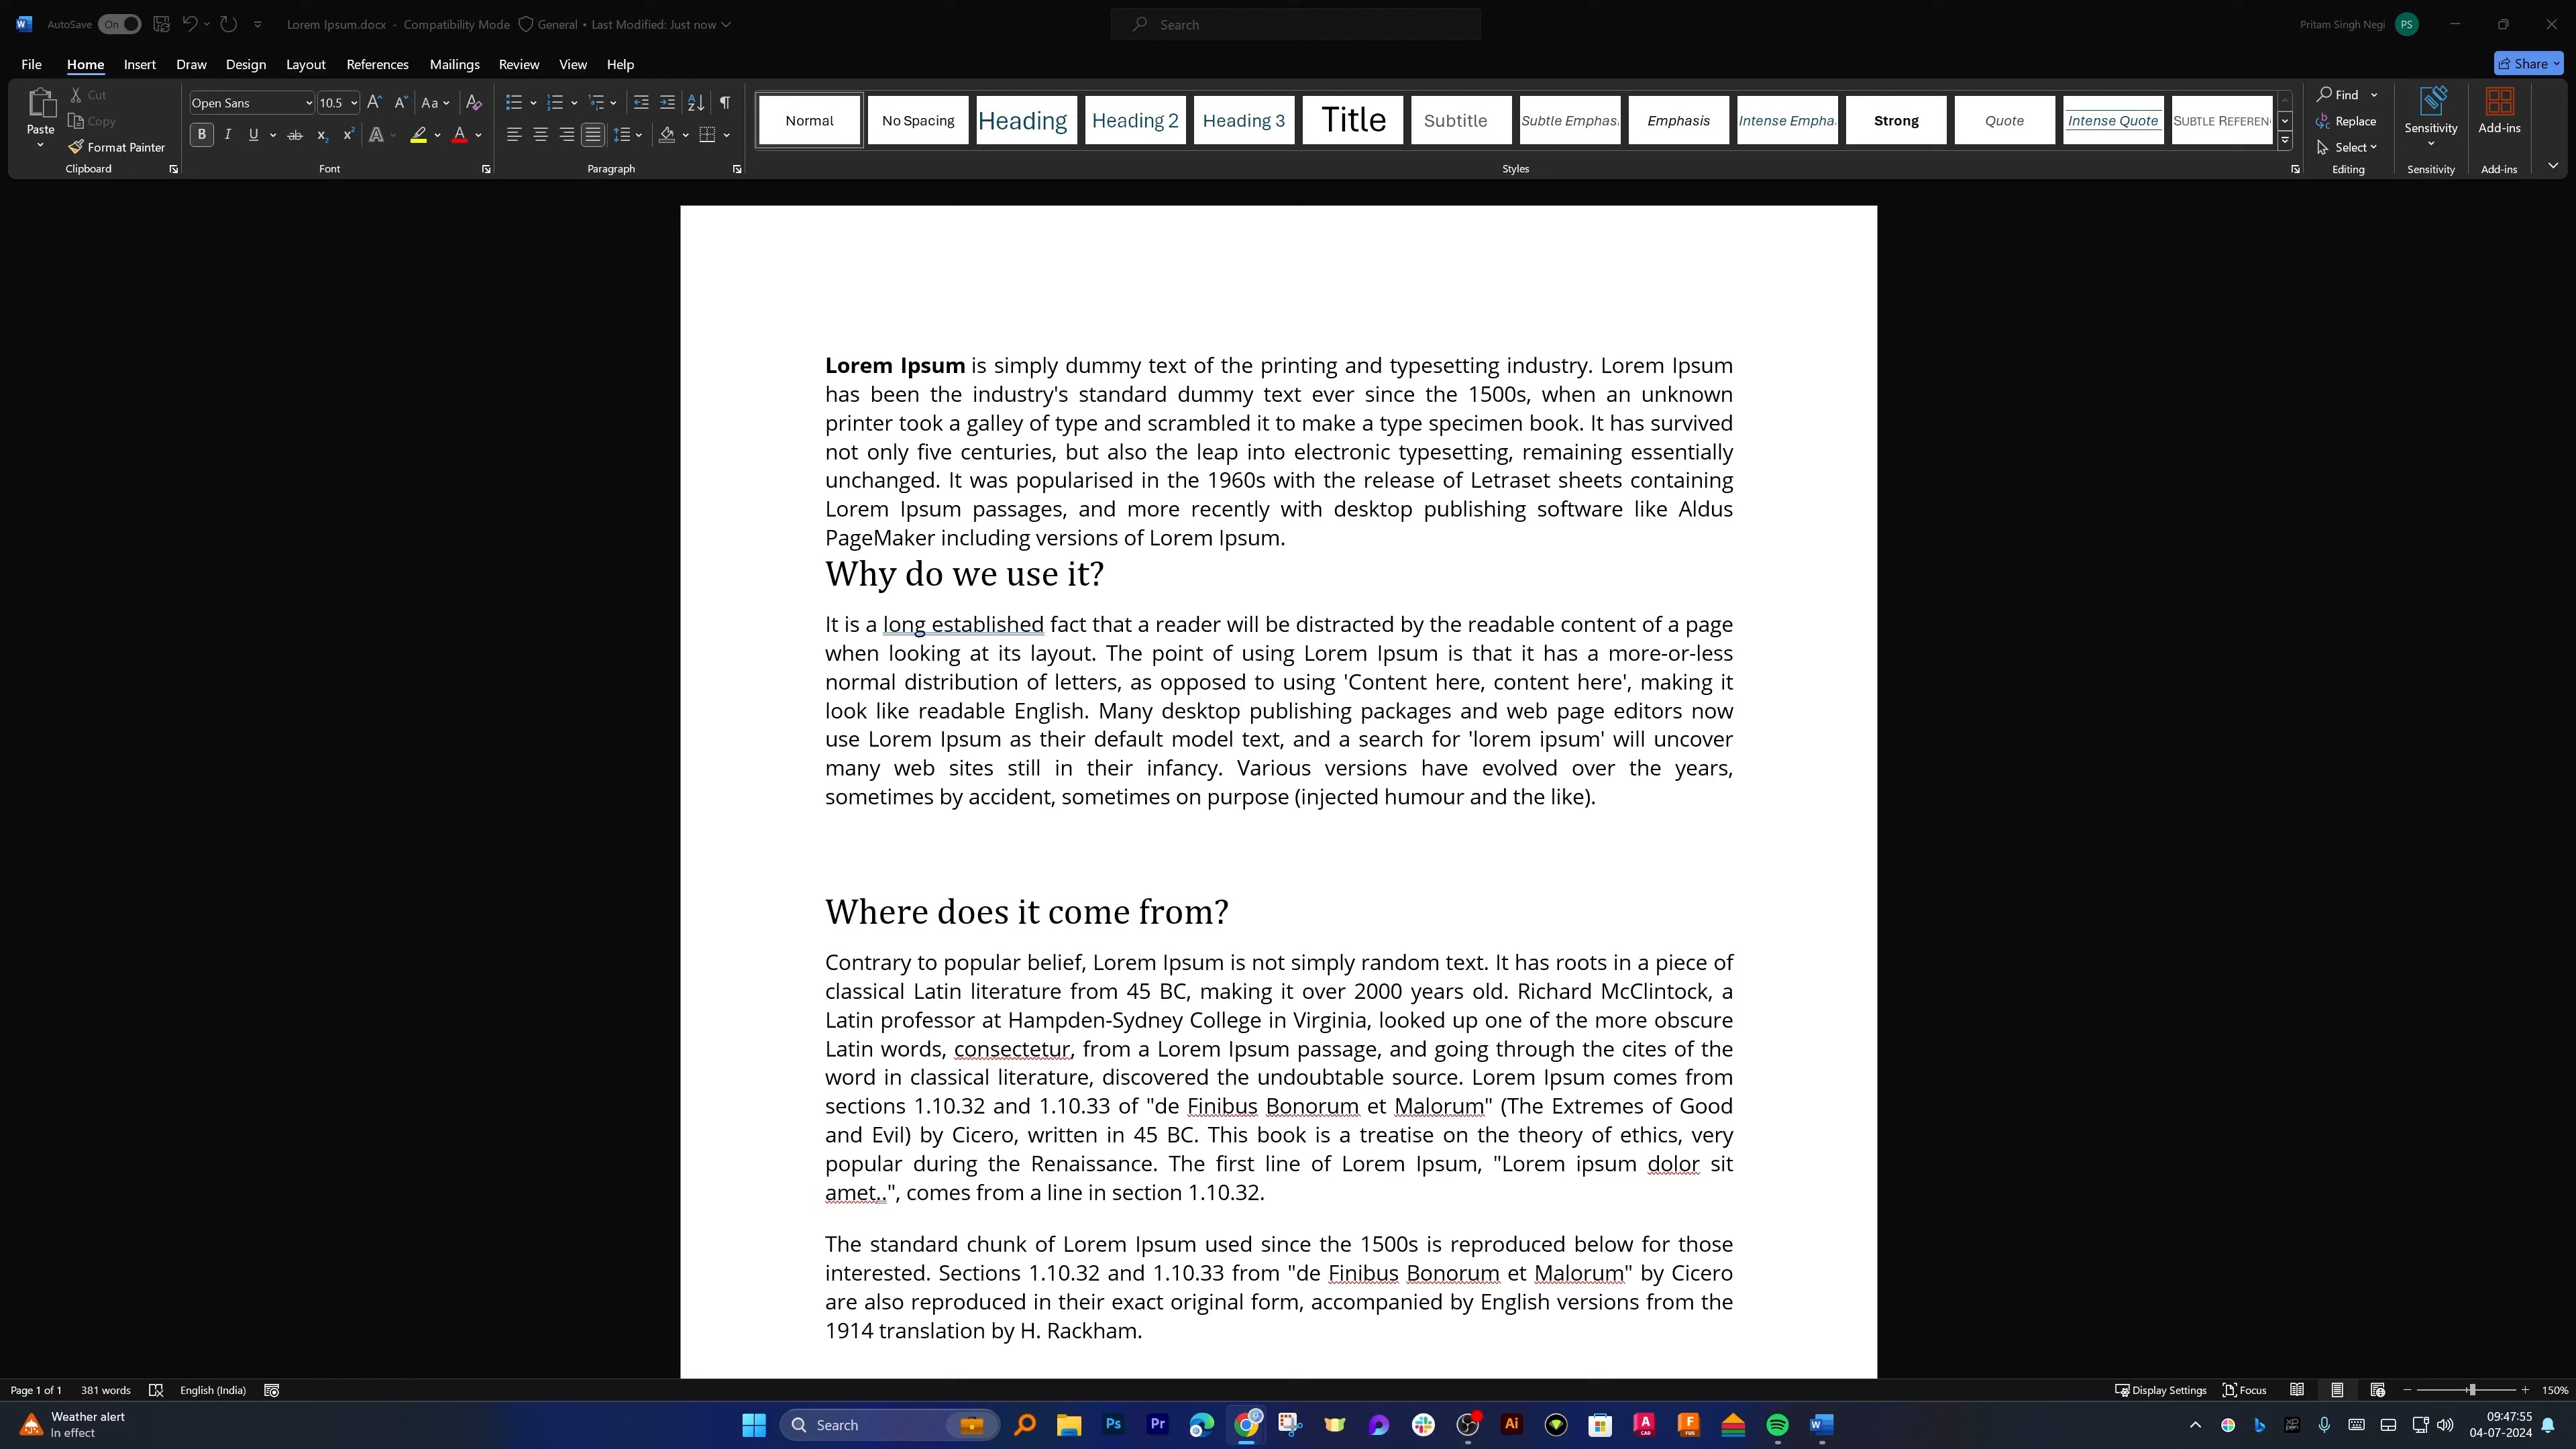 AutoSave On Lorem Ipsum.docx - Compatibility Mode General • Last Modified: Just now Search Pritam Singh Negi PS
File Home Insert Draw Design Layout References Mailings Review View Help Share
Paste Cut Copy Format Painter
Clipboard
Open Sans 10.5 Aa
B I U ab x₂ x² A A
Font
Paragraph
Normal No Spacing Heading Heading 2 Heading 3 Title Subtitle Subtle Emphas. Emphasis Intense Empha. Strong Quote Intense Quote SUBTLE REFEREN
Styles
Find
Replace
Select
Editing
Sensitivity
Sensitivity
Add-ins
Add-ins
Lorem Ipsum is simply dummy text of the printing and typesetting industry. Lorem Ipsum
has been the industry's standard dummy text ever since the 1500s, when an unknown
printer took a galley of type and scrambled it to make a type specimen book. It has survived
not only five centuries, but also the leap into electronic typesetting, remaining essentially
unchanged. It was popularised in the 1960s with the release of Letraset sheets containing
Lorem Ipsum passages, and more recently with desktop publishing software like Aldus
PageMaker including versions of Lorem Ipsum.
Why do we use it?
It is a long established fact that a reader will be distracted by the readable content of a page
when looking at its layout. The point of using Lorem Ipsum is that it has a more-or-less
normal distribution of letters, as opposed to using 'Content here, content here', making it
look like readable English. Many desktop publishing packages and web page editors now
use Lorem Ipsum as their default model text, and a search for 'lorem ipsum' will uncover
many web sites still in their infancy. Various versions have evolved over the years,
sometimes by accident, sometimes on purpose (injected humour and the like).
Where does it come from?
Contrary to popular belief, Lorem Ipsum is not simply random text. It has roots in a piece of
classical Latin literature from 45 BC, making it over 2000 years old. Richard McClintock, a
Latin professor at Hampden-Sydney College in Virginia, looked up one of the more obscure
Latin words, consectetur, from a Lorem Ipsum passage, and going through the cites of the
word in classical literature, discovered the undoubtable source. Lorem Ipsum comes from
sections 1.10.32 and 1.10.33 of "de Finibus Bonorum et Malorum" (The Extremes of Good
and Evil) by Cicero, written in 45 BC. This book is a treatise on the theory of ethics, very
popular during the Renaissance. The first line of Lorem Ipsum, "Lorem ipsum dolor sit
amet..", comes from a line in section 1.10.32.
The standard chunk of Lorem Ipsum used since the 1500s is reproduced below for those
interested. Sections 1.10.32 and 1.10.33 from "de Finibus Bonorum et Malorum" by Cicero
are also reproduced in their exact original form, accompanied by English versions from the
1914 translation by H. Rackham.
Page 1 of 1 381 words English (India) Display Settings Focus 150%
Weather alert
In effect
Search
Ps Pr Ai
09:47:55
04-07-2024